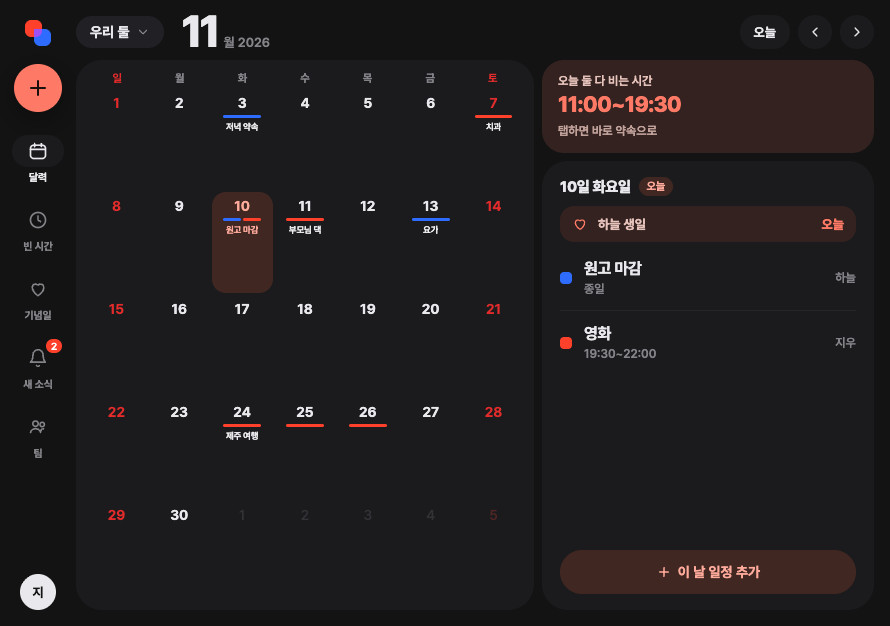 우리 둘
11 월 2026
오늘
달력
빈 시간
기념일
2
새 소식
팀
지
일 월 화 수 목 금 토
1 2 3 4 5 6 7
저녁 약속 치과
8 9 10 11 12 13 14
원고 마감 부모님 댁 요가
15 16 17 18 19 20 21
22 23 24 25 26 27 28
제주 여행
29 30 1 2 3 4 5
오늘 둘 다 비는 시간
11:00~19:30
탭하면 바로 약속으로
10일 화요일 오늘
하늘 생일 오늘
원고 마감 하늘
종일
영화 지우
19:30~22:00
+ 이 날 일정 추가